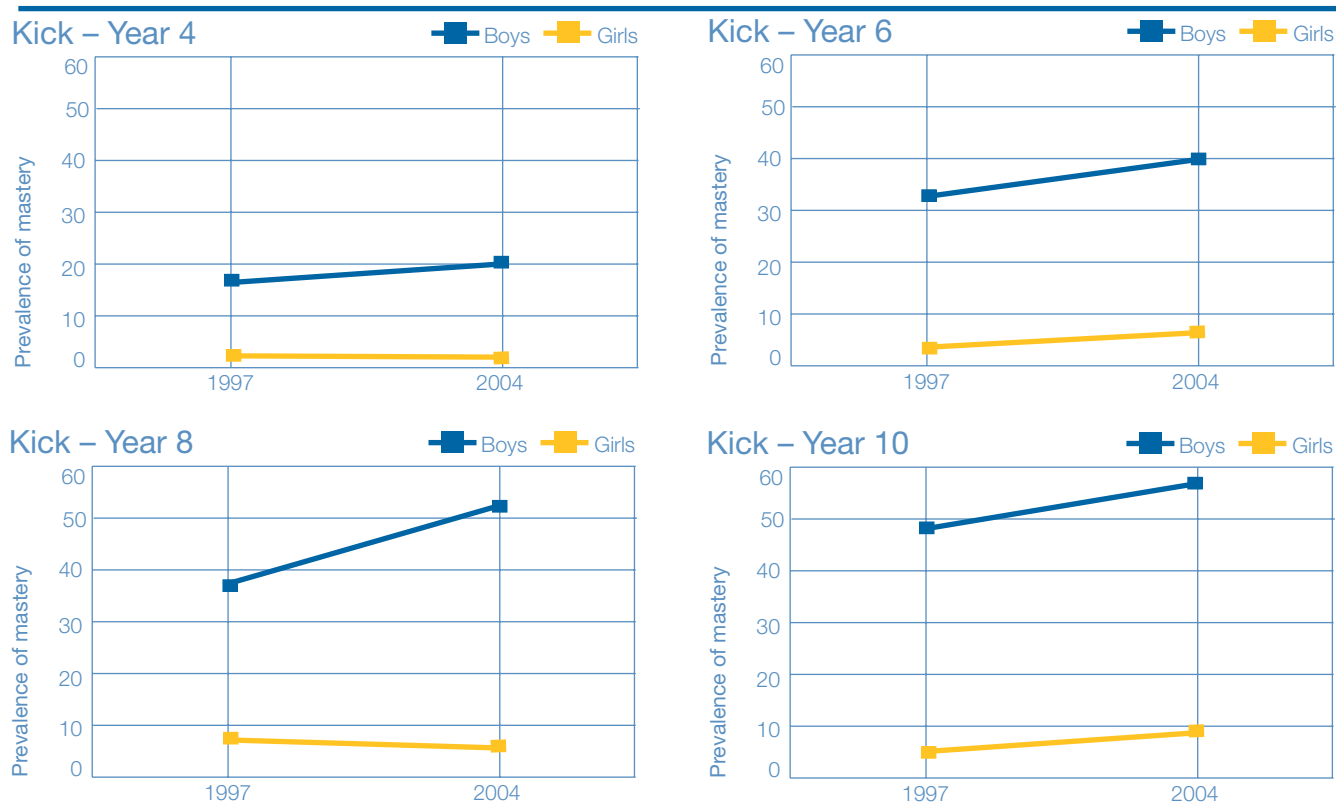 Kick – Year 4
Boys Girls
Prevalence of mastery
60
50
40
30
20
10
0
1997 2004
Kick – Year 6
Boys Girls
Prevalence of mastery
60
50
40
30
20
10
0
1997 2004
Kick – Year 8
Boys Girls
Prevalence of mastery
60
50
40
30
20
10
0
1997 2004
Kick – Year 10
Boys Girls
Prevalence of mastery
60
50
40
30
20
10
0
1997 2004